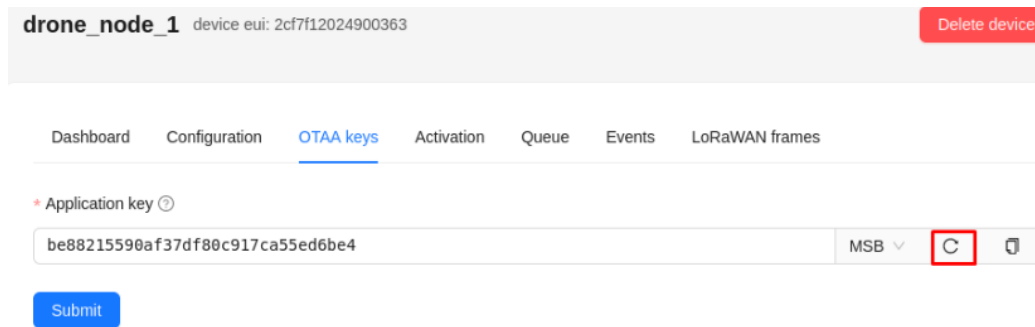 drone_node_1 device eui: 2cf7f12024900363 Delete device
Dashboard Configuration OTAA keys Activation Queue Events LoRaWAN frames
* Application key
be88215590af37df80c917ca55ed6be4 MSB
Submit